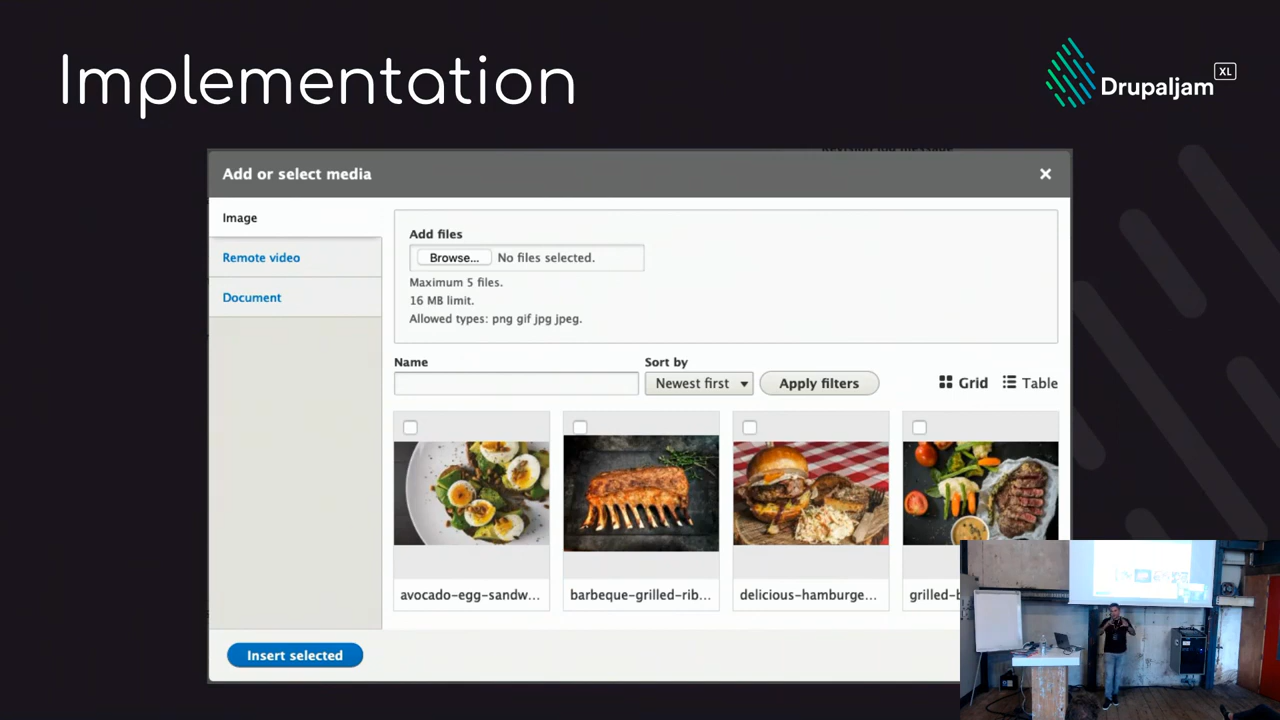 Implementation
Drupaljam XL
Add or select media
Image
Remote video
Document
Add files
Browse... No files selected.
Maximum 5 files.
16 MB limit.
Allowed types: png gif jpg jpeg.
Name
Sort by
Newest first
Apply filters
Grid
Table
avocado-egg-sandw...
barbeque-grilled-rib...
delicious-hamburge...
grilled-b
Insert selected